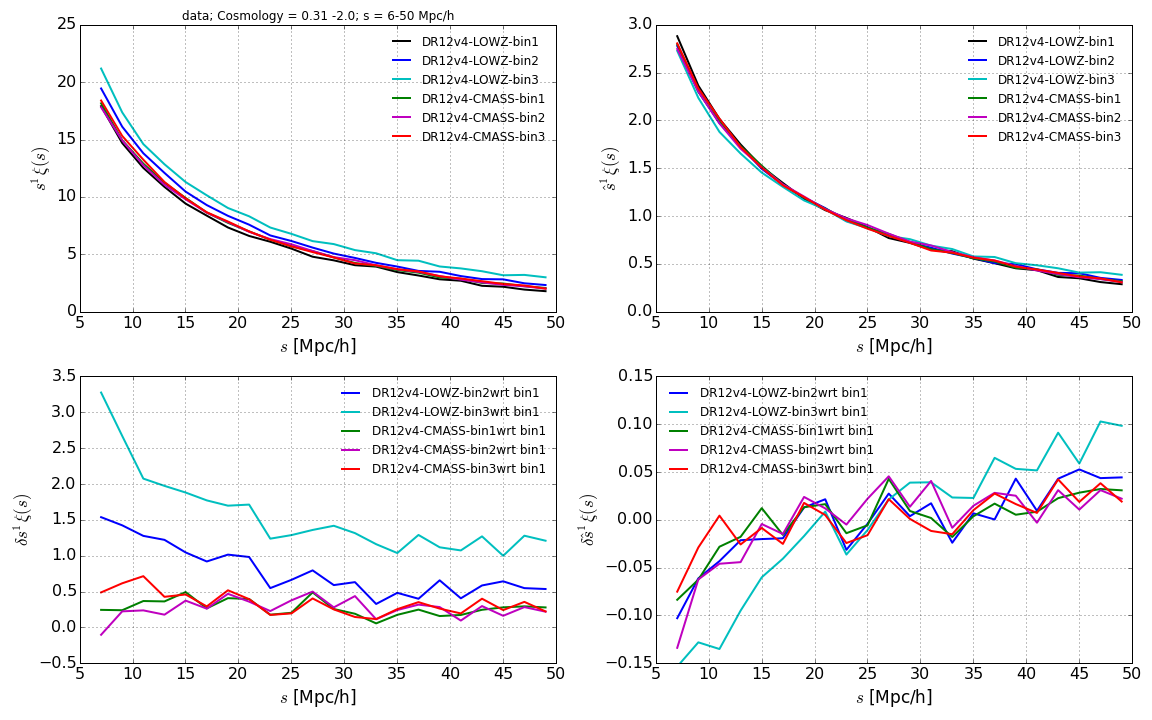 data; Cosmology = 0.31 -2.0; s = 6-50 Mpc/h
25
20
15
10
5
0
s¹ ξ(s)
DR12v4-LOWZ-bin1
DR12v4-LOWZ-bin2
DR12v4-LOWZ-bin3
DR12v4-CMASS-bin1
DR12v4-CMASS-bin2
DR12v4-CMASS-bin3
5 10 15 20 25 30 35 40 45 50
s [Mpc/h]
3.0
2.5
2.0
1.5
1.0
0.5
0.0
ŝ¹ ξ(s)
DR12v4-LOWZ-bin1
DR12v4-LOWZ-bin2
DR12v4-LOWZ-bin3
DR12v4-CMASS-bin1
DR12v4-CMASS-bin2
DR12v4-CMASS-bin3
5 10 15 20 25 30 35 40 45 50
s [Mpc/h]
3.5
3.0
2.5
2.0
1.5
1.0
0.5
0.0
−0.5
δs¹ ξ(s)
DR12v4-LOWZ-bin2wrt bin1
DR12v4-LOWZ-bin3wrt bin1
DR12v4-CMASS-bin1wrt bin1
DR12v4-CMASS-bin2wrt bin1
DR12v4-CMASS-bin3wrt bin1
5 10 15 20 25 30 35 40 45 50
s [Mpc/h]
0.15
0.10
0.05
0.00
−0.05
−0.10
−0.15
δŝ¹ ξ(s)
DR12v4-LOWZ-bin2wrt bin1
DR12v4-LOWZ-bin3wrt bin1
DR12v4-CMASS-bin1wrt bin1
DR12v4-CMASS-bin2wrt bin1
DR12v4-CMASS-bin3wrt bin1
5 10 15 20 25 30 35 40 45 50
s [Mpc/h]